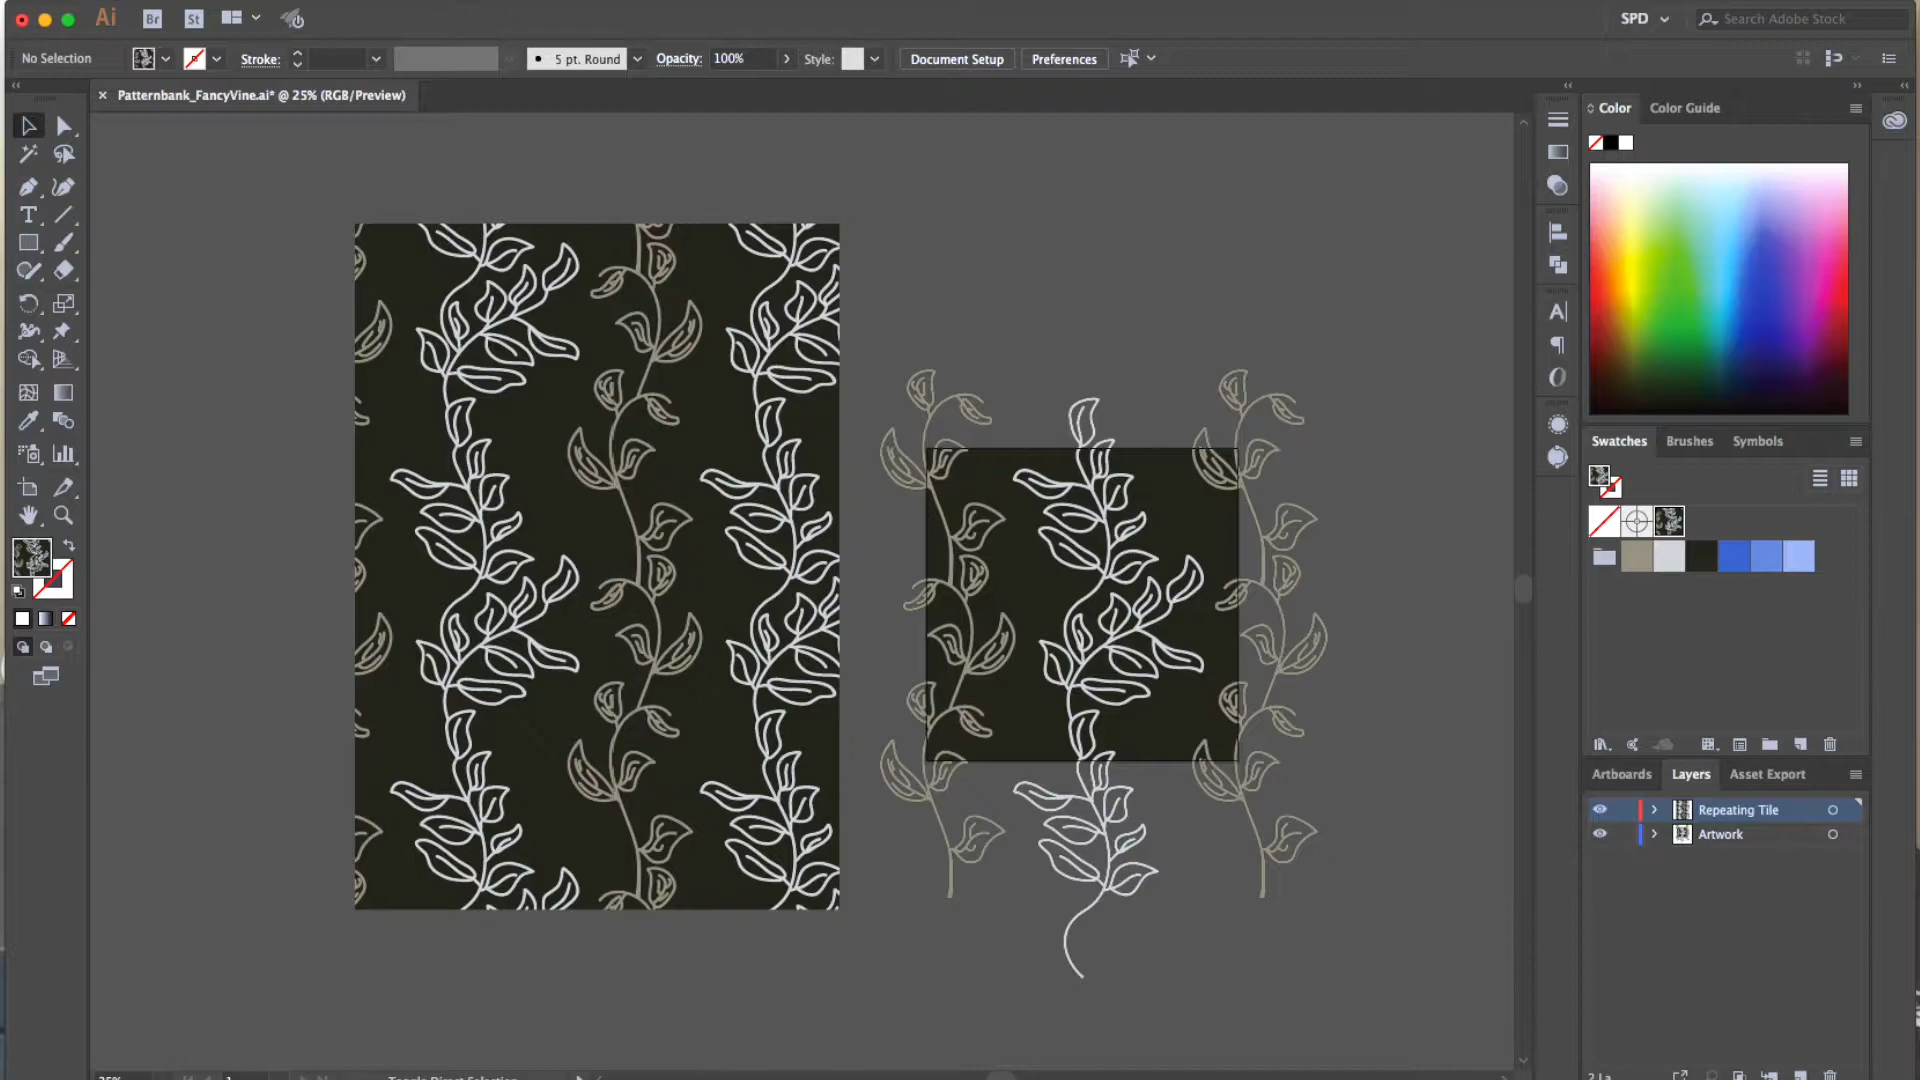 Ai Br St SPD Search Adobe Stock
No Selection Stroke: 5 pt. Round Opacity: 100% Style: Document Setup Preferences
× Patternbank_FancyVine.ai* @ 25% (RGB/Preview)
Color Color Guide
Swatches Brushes Symbols
Artboards Layers Asset Export
Repeating Tile
Artwork